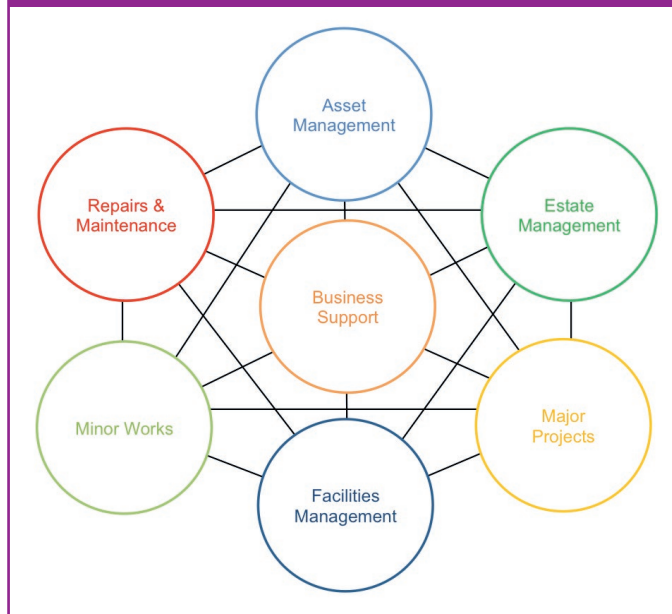 Asset
Management
Repairs &
Maintenance
Estate
Management
Business
Support
Minor Works
Major
Projects
Facilities
Management